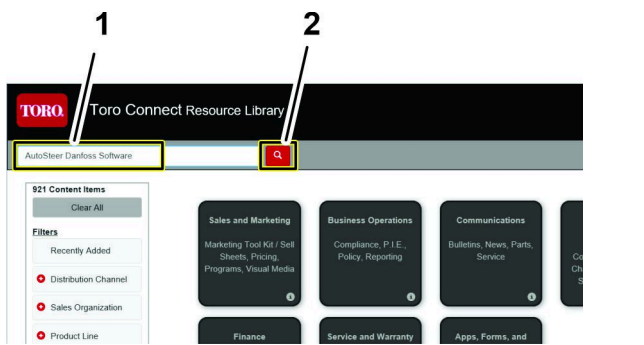 1
2
TORO.
Toro Connect Resource Library
AutoSteer Danfoss Software
921 Content Items
Clear All
Filters
Recently Added
Distribution Channel
Sales Organization
Product Line
Sales and Marketing
Marketing Tool Kit / Sell
Sheets, Pricing,
Programs, Visual Media
Business Operations
Compliance, P.I.E.,
Policy, Reporting
Communications
Bulletins, News, Parts,
Service
Co
Ch
S
Finance
Service and Warranty
Apps, Forms, and